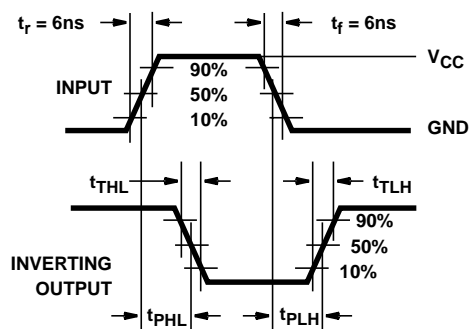 tr = 6ns
tf = 6ns
VCC
INPUT
90%
50%
10%
GND
tTHL
tTLH
90%
50%
10%
INVERTING
OUTPUT
tPHL
tPLH